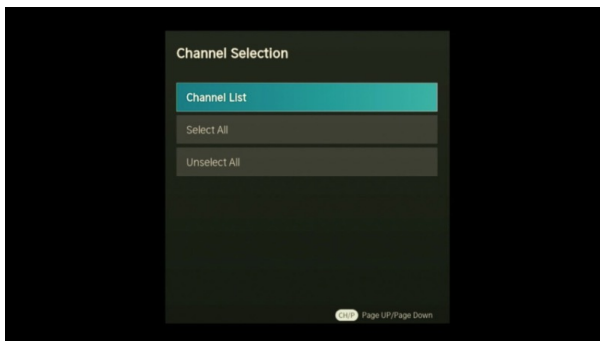 Channel Selection
Channel List
Select All
Unselect All
CH/P Page UP/Page Down